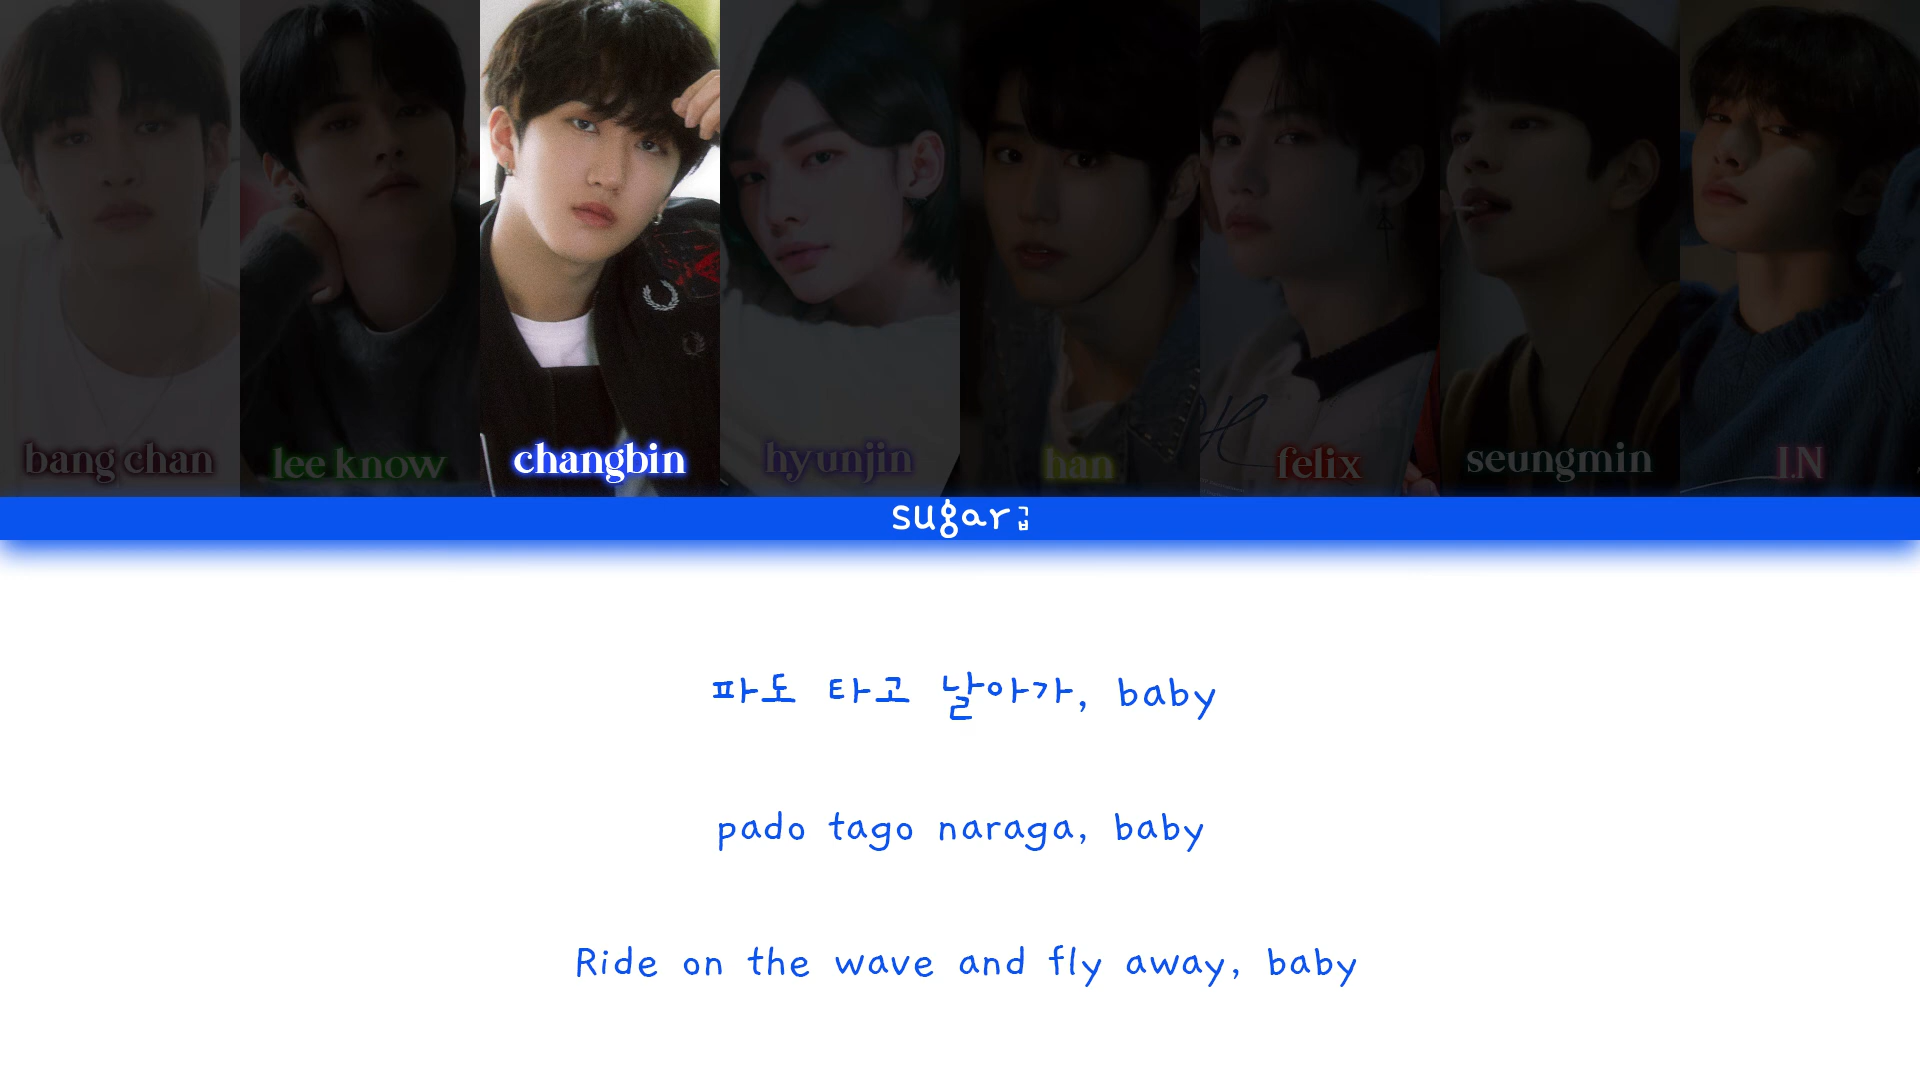 bang chan lee know changbin hyunjin han felix seungmin I.N
sugar
파도 타고 날아가, baby
pado tago naraga, baby
Ride on the wave and fly away, baby